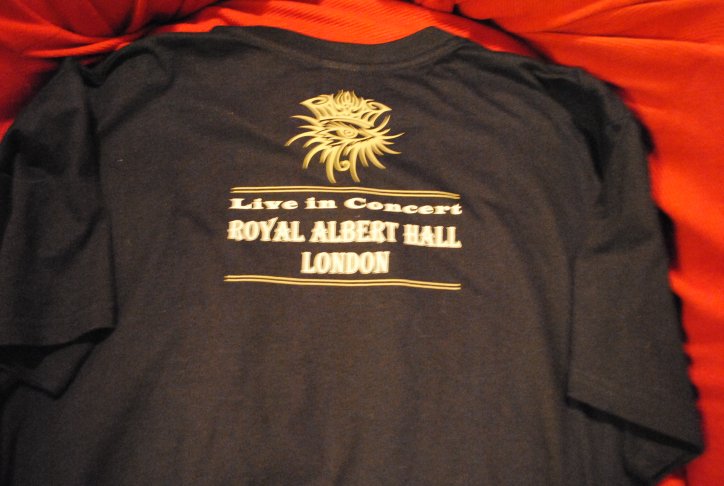 Live in Concert
ROYAL ALBERT HALL
LONDON